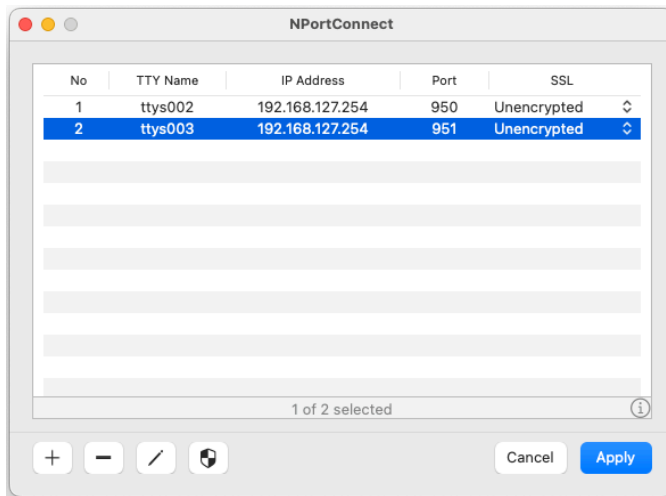 NPortConnect
No TTY Name IP Address Port SSL
1 ttys002 192.168.127.254 950 Unencrypted
2 ttys003 192.168.127.254 951 Unencrypted
1 of 2 selected
Cancel Apply